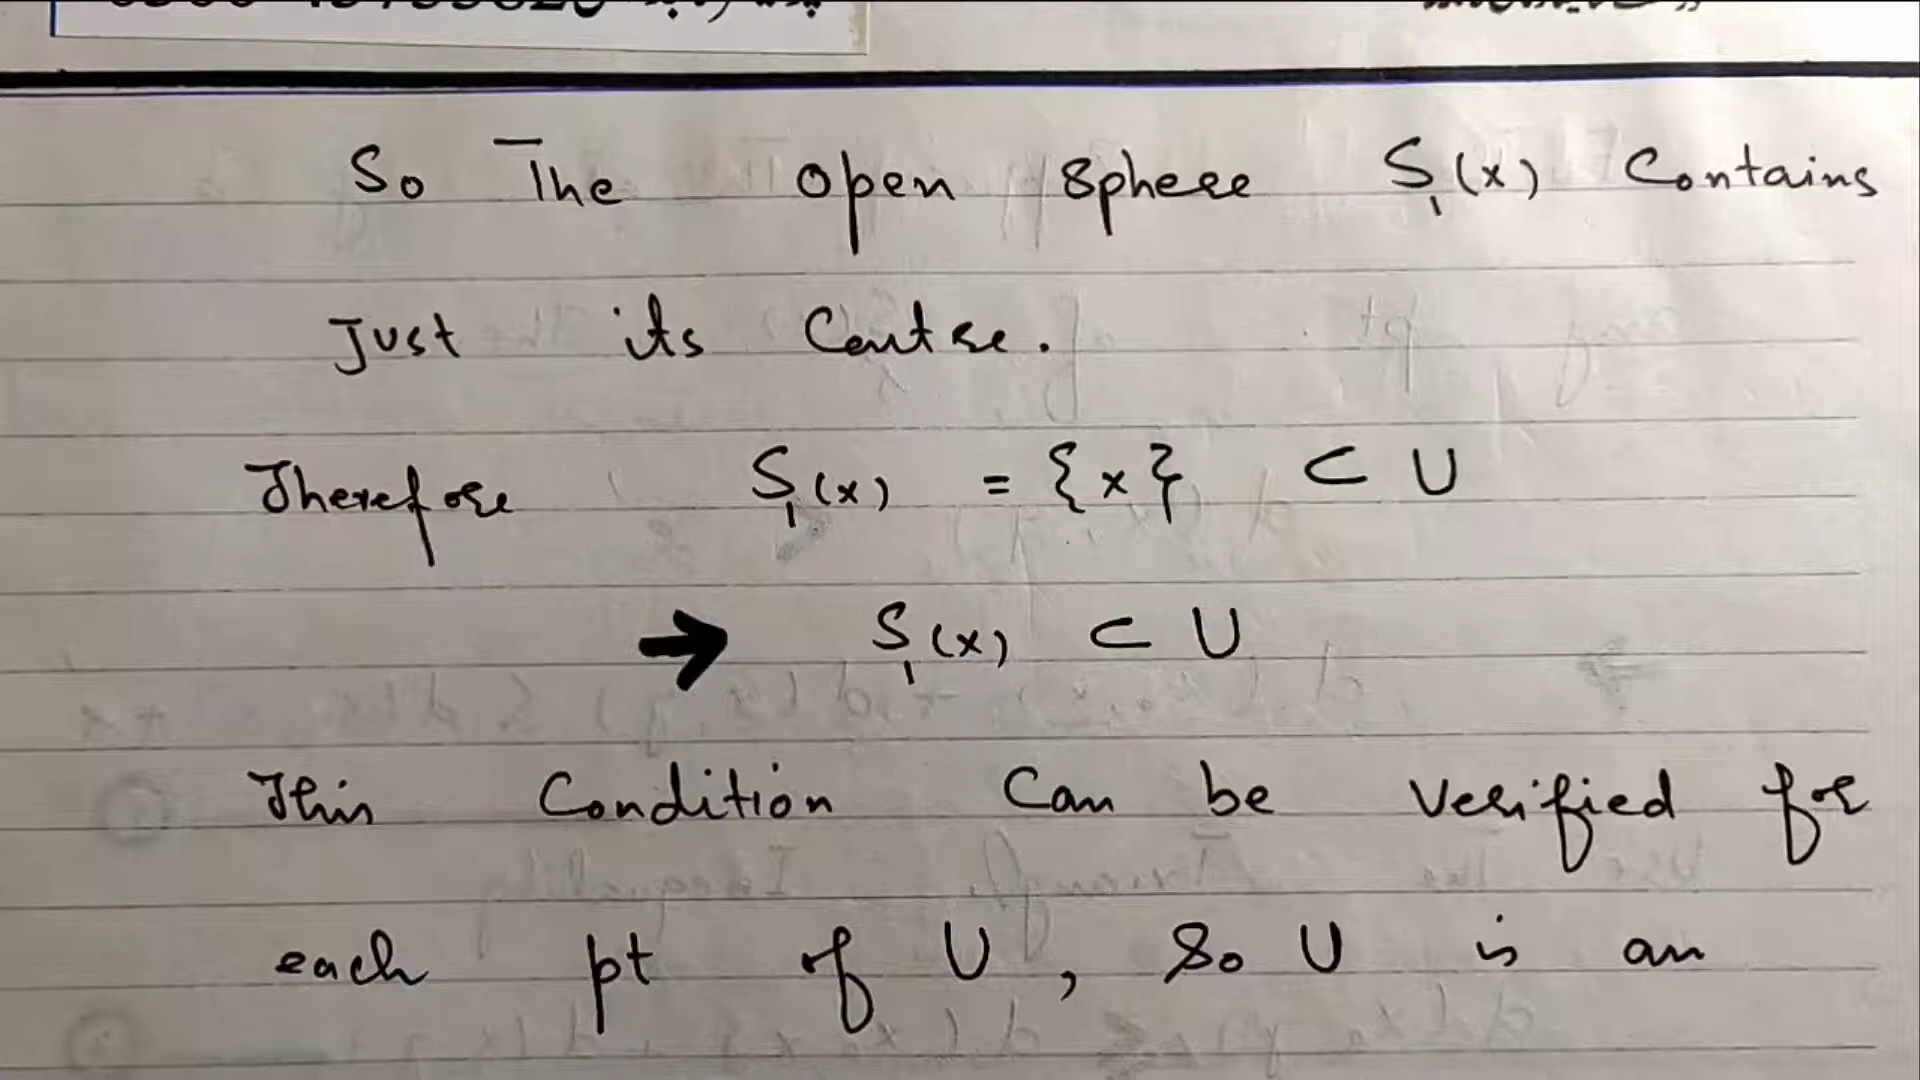 So The open sphere S₁(x) Contains
Just its Centre.
Therefore S₁(x) = {x} ⊂ U
→ S₁(x) ⊂ U
This Condition Can be verified for
each pt of U, So U is an